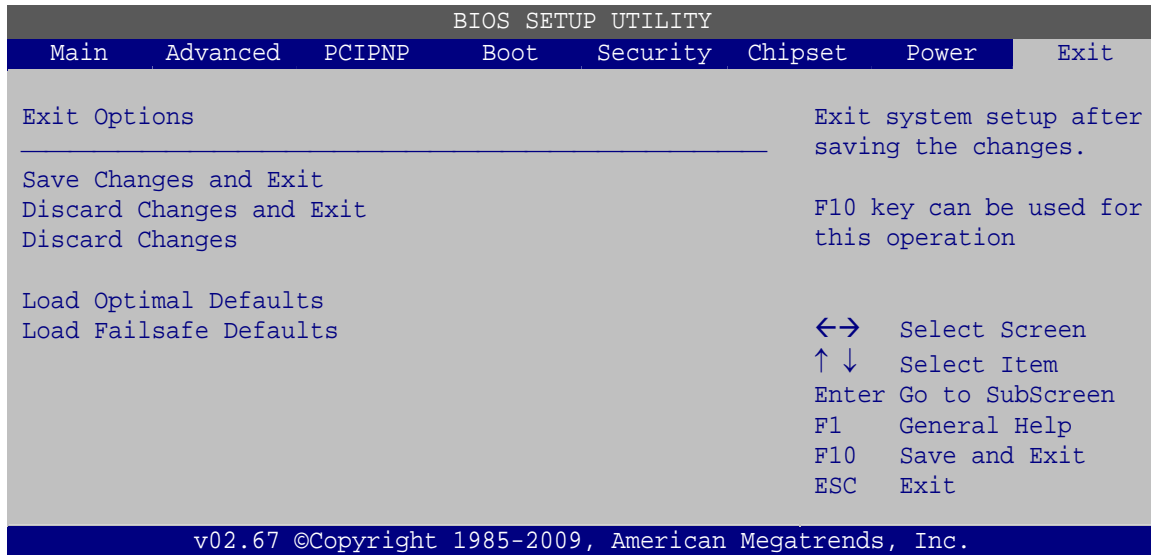 BIOS SETUP UTILITY
Main Advanced PCIPNP Boot Security Chipset Power Exit
Exit Options
Save Changes and Exit
Discard Changes and Exit
Discard Changes
Load Optimal Defaults
Load Failsafe Defaults
Exit system setup after
saving the changes.
F10 key can be used for
this operation
←→ Select Screen
↑ ↓ Select Item
Enter Go to SubScreen
F1 General Help
F10 Save and Exit
ESC Exit
v02.67 ©Copyright 1985-2009, American Megatrends, Inc.